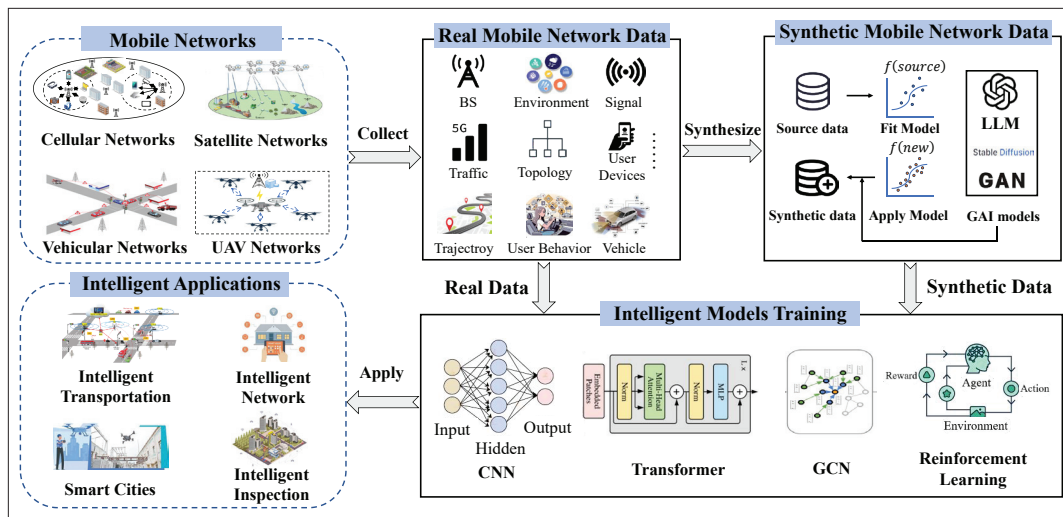 Mobile Networks
Cellular Networks
Satellite Networks
Vehicular Networks
UAV Networks
Collect
Real Mobile Network Data
BS
Environment
Signal
5G
Traffic
Topology
User
Devices
Trajectroy
User Behavior
Vehicle
Synthesize
Synthetic Mobile Network Data
f(source)
Source data
Fit Model
f(new)
Synthetic data
Apply Model
LLM
Stable Diffusion
GAN
GAI models
Real Data
Synthetic Data
Intelligent Models Training
Input
Hidden
Output
CNN
Embedded
Patches
Norm
Multi-Head
Attention
Norm
MLP
L ×
Transformer
GCN
Reward
Agent
Action
Environment
Reinforcement
Learning
Apply
Intelligent Applications
Intelligent
Transportation
Intelligent
Network
Smart Cities
Intelligent
Inspection